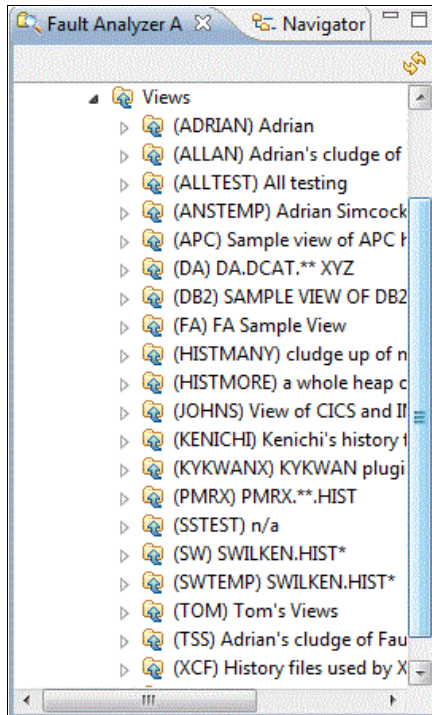 Fault Analyzer A Navigator
Views
(ADRIAN) Adrian
(ALLAN) Adrian's cludge of
(ALLTEST) All testing
(ANSTEMP) Adrian Simcock
(APC) Sample view of APC
(DA) DA.DCAT.** XYZ
(DB2) SAMPLE VIEW OF DB2
(FA) FA Sample View
(HISTMANY) cludge up of
(HISTMORE) a whole heap
(JOHNS) View of CICS and
(KENICHI) Kenichi's history
(KYKWANX) KYKWAN plugi
(PMRX) PMRX.**.HIST
(SSTEST) n/a
(SW) SWILKEN.HIST*
(SWTEMP) SWILKEN.HIST*
(TOM) Tom's Views
(TSS) Adrian's cludge of Fau
(XCF) History files used by X